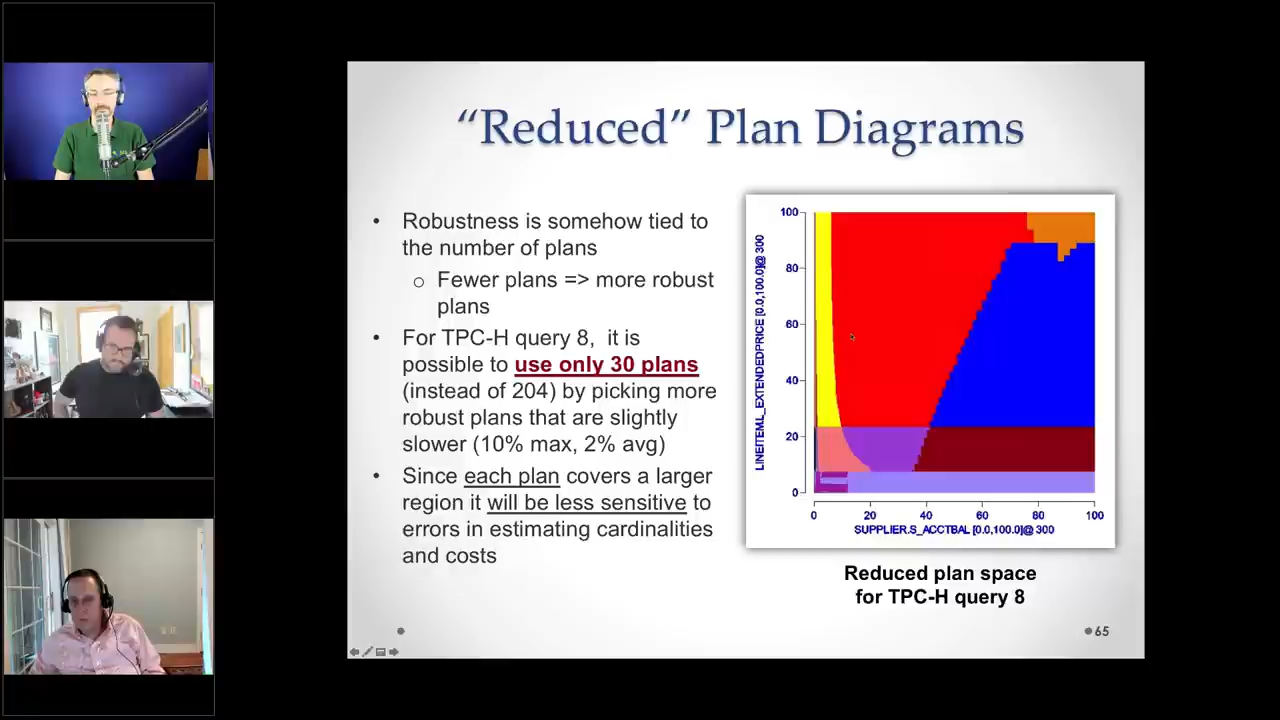 “Reduced” Plan Diagrams
• Robustness is somehow tied to
the number of plans
o Fewer plans => more robust
plans
• For TPC-H query 8, it is
possible to use only 30 plans
(instead of 204) by picking more
robust plans that are slightly
slower (10% max, 2% avg)
• Since each plan covers a larger
region it will be less sensitive to
errors in estimating cardinalities
and costs
LINEITEM.L_EXTENDEDPRICE [0.0,100.0]@ 300
100
80
60
40
20
0
0 20 40 60 80 100
SUPPLIER.S_ACCTBAL [0.0,100.0]@ 300
Reduced plan space
for TPC-H query 8
65